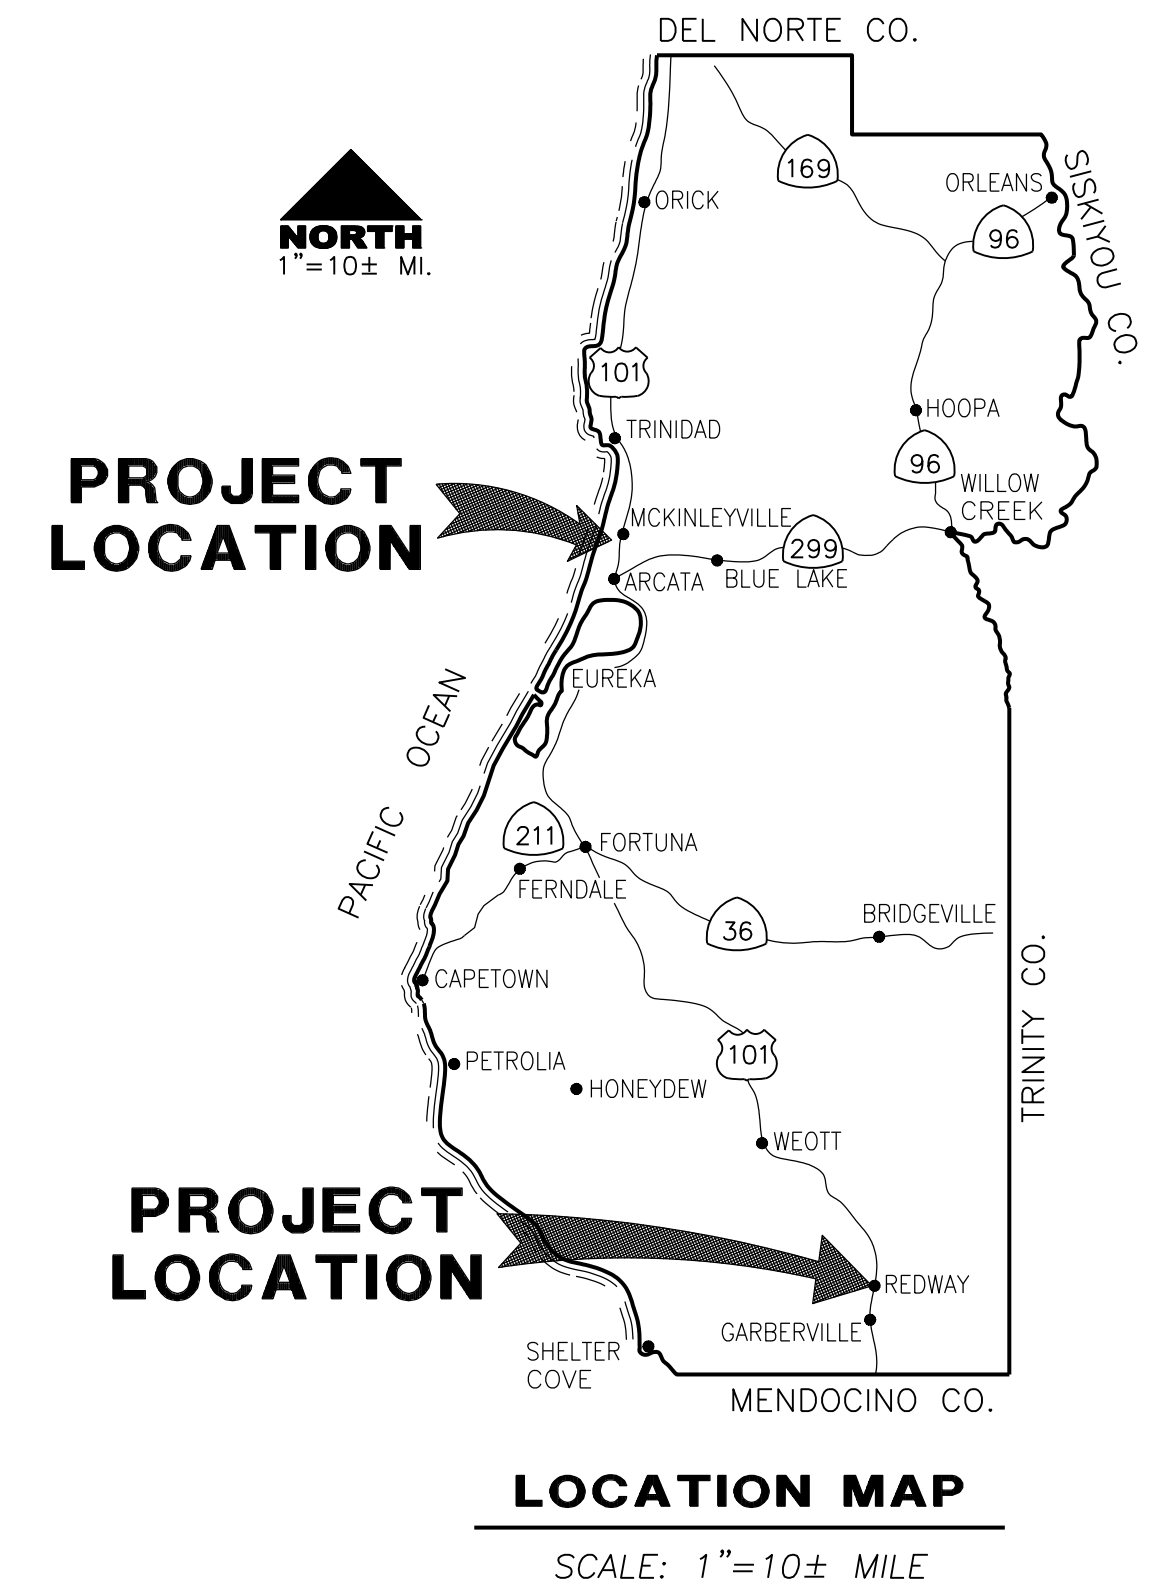 DEL NORTE CO.
169
ORLEANS
SISKIYOU CO.
ORICK
96
NORTH
1"=10± MI.
101
HOOPA
TRINIDAD
96
PROJECT
LOCATION
WILLOW
CREEK
MCKINLEYVILLE
299
ARCATA
BLUE LAKE
EUREKA
PACIFIC OCEAN
211
FORTUNA
FERNDALE
36
BRIDGEVILLE
CAPETOWN
TRINITY CO.
101
PETROLIA
HONEYDEW
WEOTT
PROJECT
LOCATION
REDWAY
GARBERVILLE
SHELTER
COVE
MENDOCINO CO.
LOCATION MAP
SCALE: 1"=10± MILE